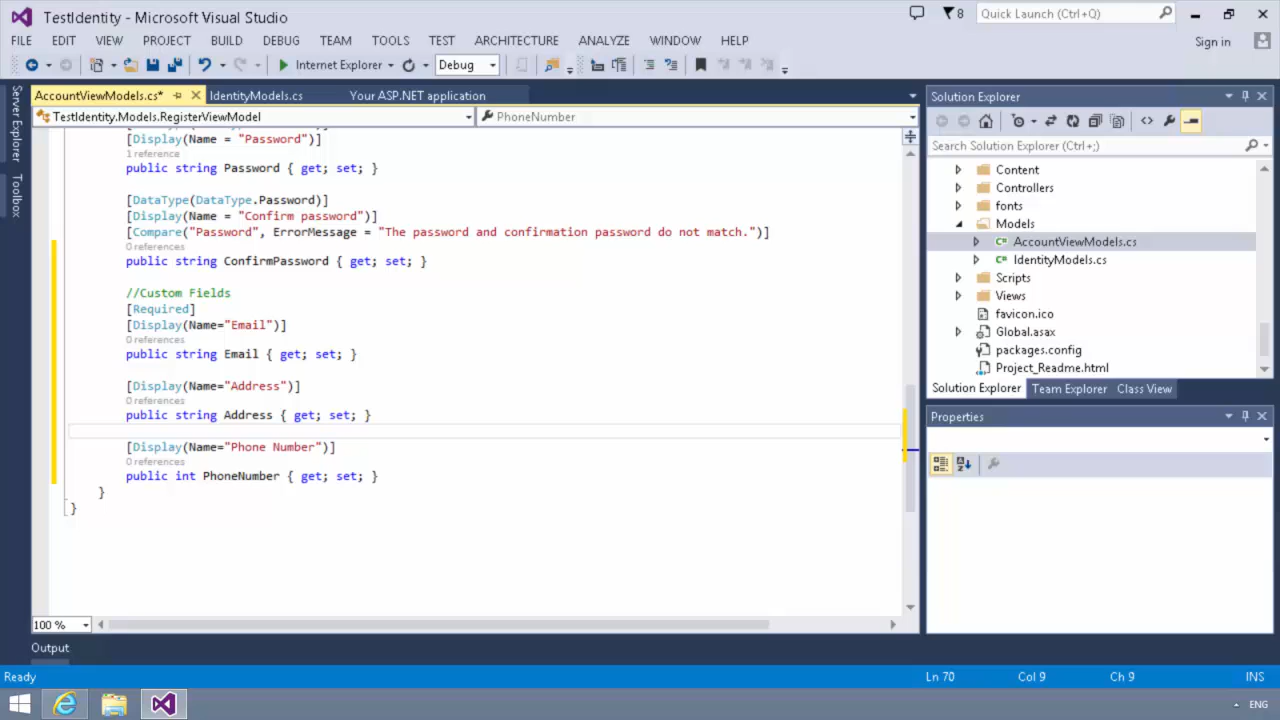 TestIdentity - Microsoft Visual Studio
8
Quick Launch (Ctrl+Q)
FILE EDIT VIEW PROJECT BUILD DEBUG TEAM TOOLS TEST ARCHITECTURE ANALYZE WINDOW HELP
Sign in
Internet Explorer
Debug
Server Explorer
Toolbox
AccountViewModels.cs*
IdentityModels.cs
Your ASP.NET application
TestIdentity.Models.RegisterViewModel
PhoneNumber
[Display(Name = "Password")]
1 reference
public string Password { get; set; }
[DataType(DataType.Password)]
[Display(Name = "Confirm password")]
[Compare("Password", ErrorMessage = "The password and confirmation password do not match.")]
0 references
public string ConfirmPassword { get; set; }
//Custom Fields
[Required]
[Display(Name="Email")]
0 references
public string Email { get; set; }
[Display(Name="Address")]
0 references
public string Address { get; set; }
[Display(Name="Phone Number")]
0 references
public int PhoneNumber { get; set; }
}
}
100 %
Output
Solution Explorer
Search Solution Explorer (Ctrl+;)
Content
Controllers
fonts
Models
C# AccountViewModels.cs
C# IdentityModels.cs
Scripts
Views
favicon.ico
Global.asax
packages.config
Project_Readme.html
Solution Explorer Team Explorer Class View
Properties
Ready
Ln 70
Col 9
Ch 9
INS
ENG